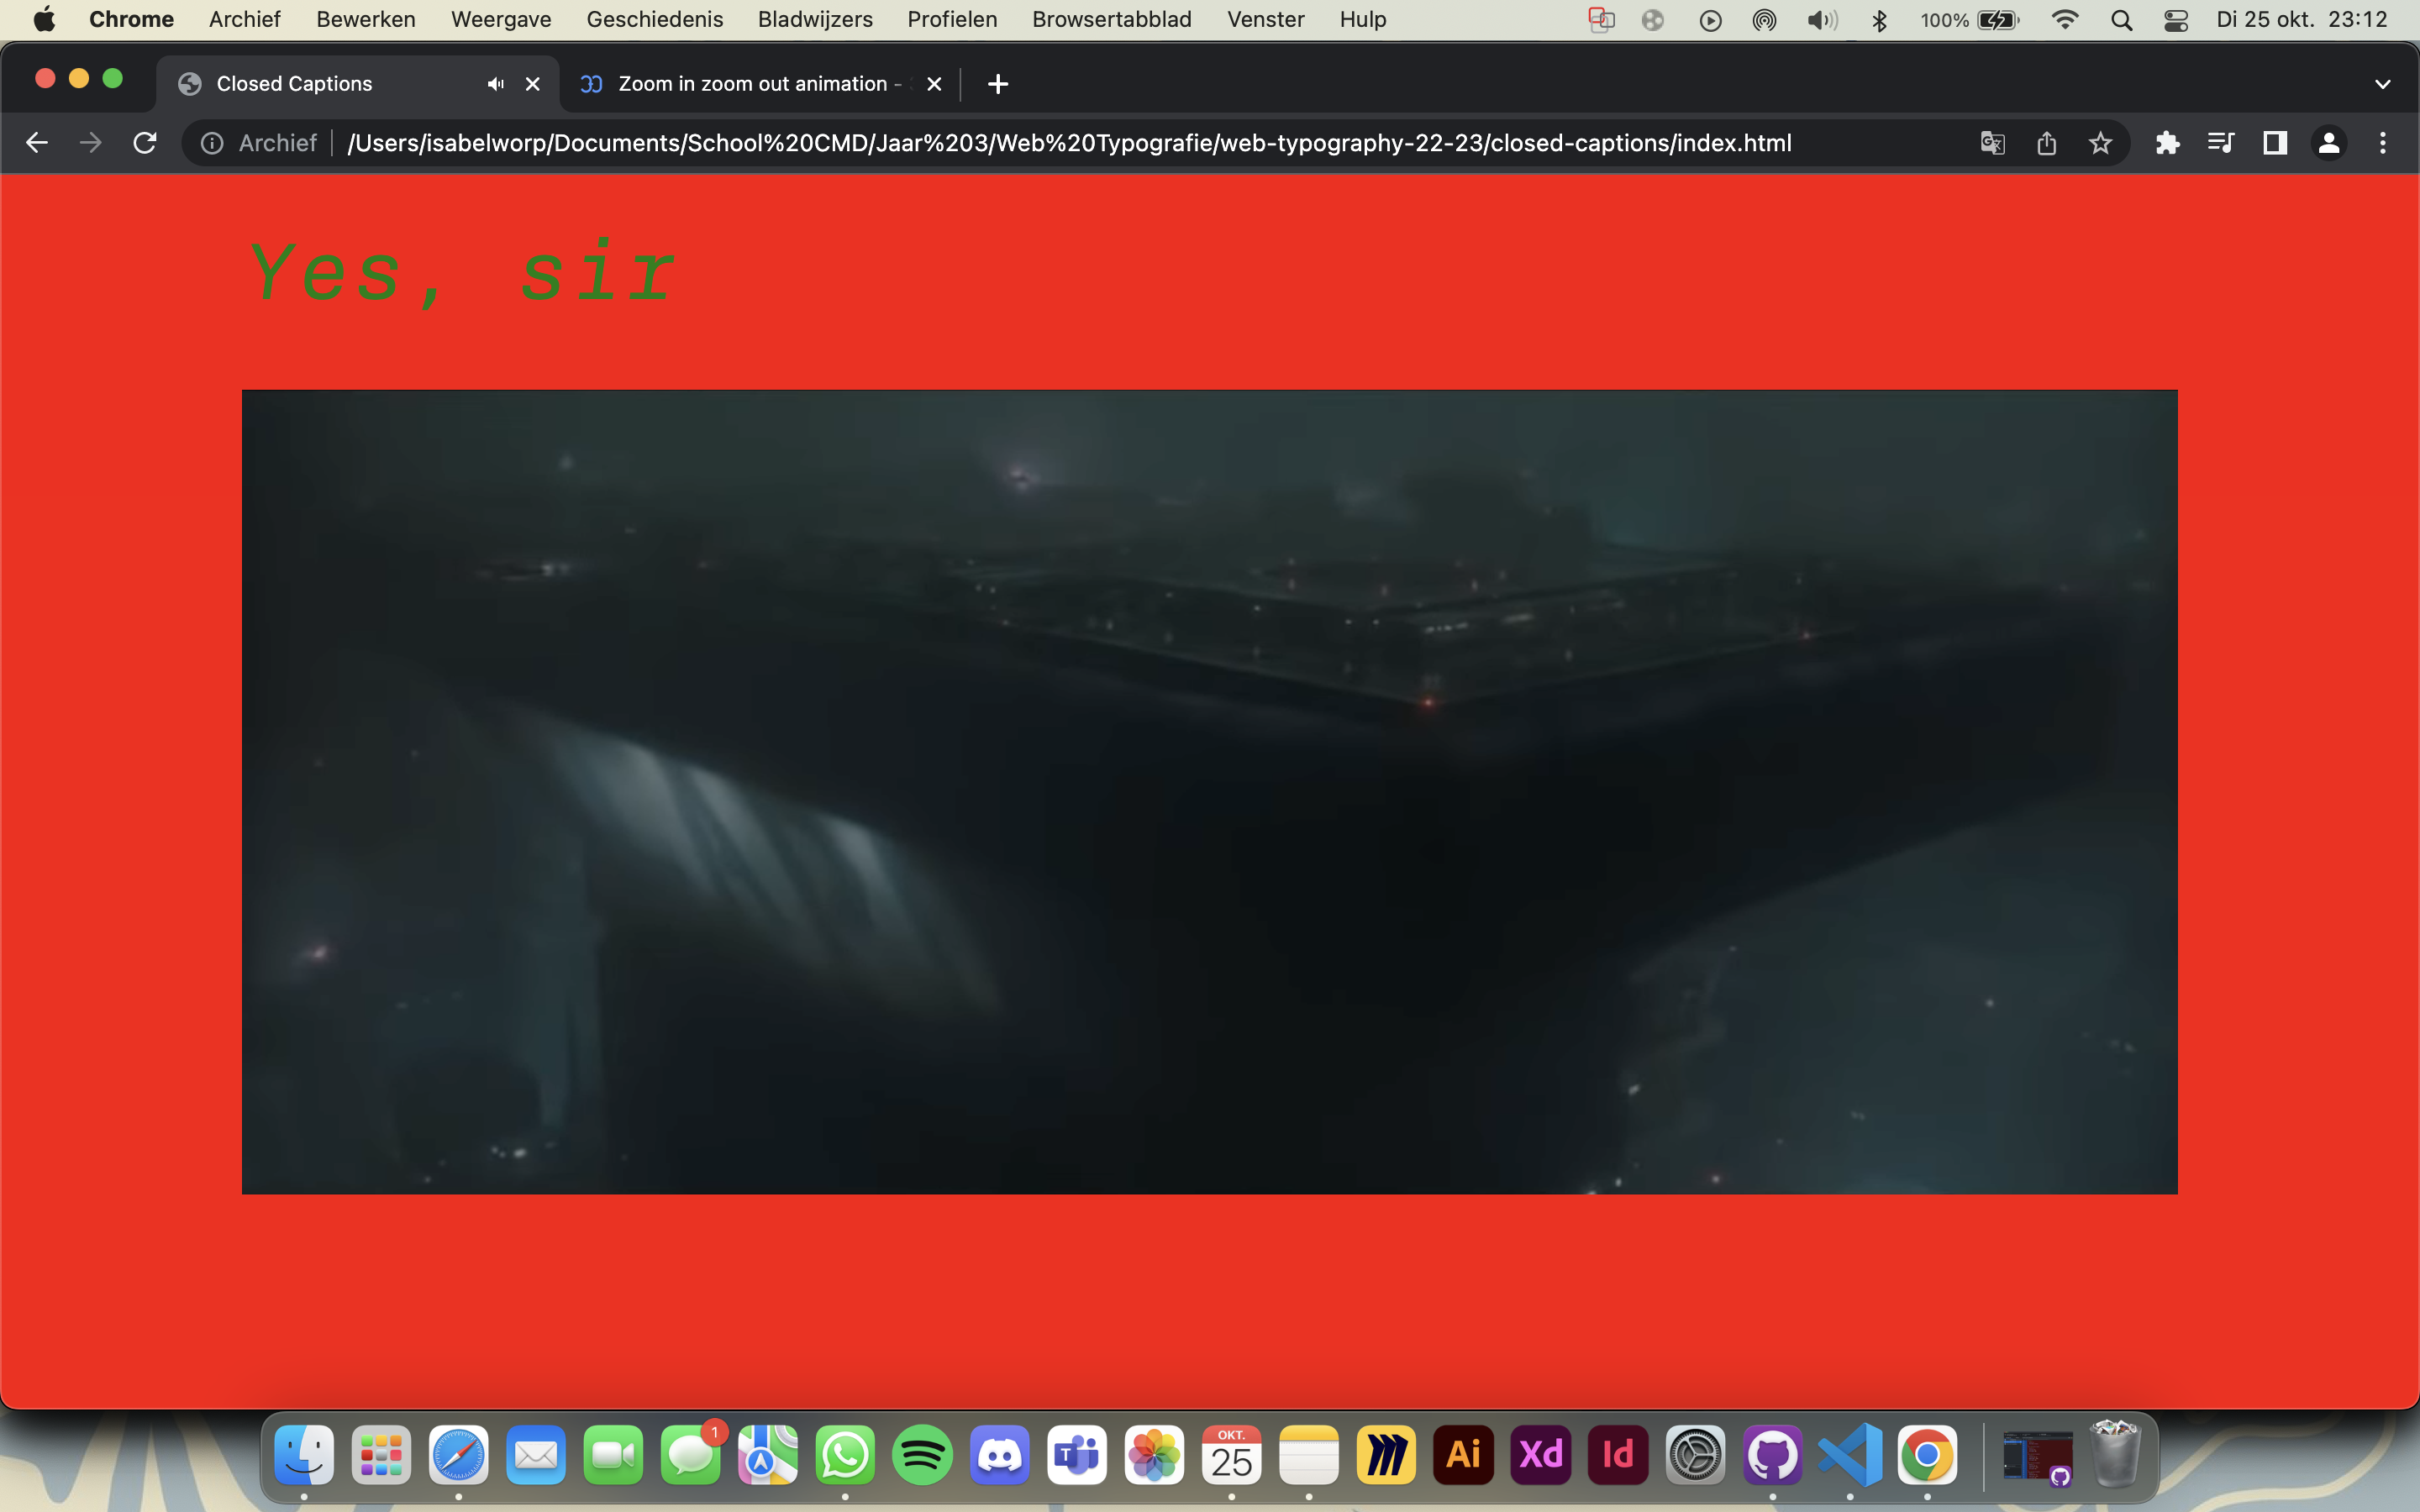 Chrome Archief Bewerken Weergave Geschiedenis Bladwijzers Profielen Browsertabblad Venster Hulp 100% Di 25 okt. 23:12
Closed Captions Zoom in zoom out animation -
Archief /Users/isabelworp/Documents/School%20CMD/Jaar%203/Web%20Typografie/web-typography-22-23/closed-captions/index.html
Yes, sir
1
OKT.
25
T
Ai
Xd
Id